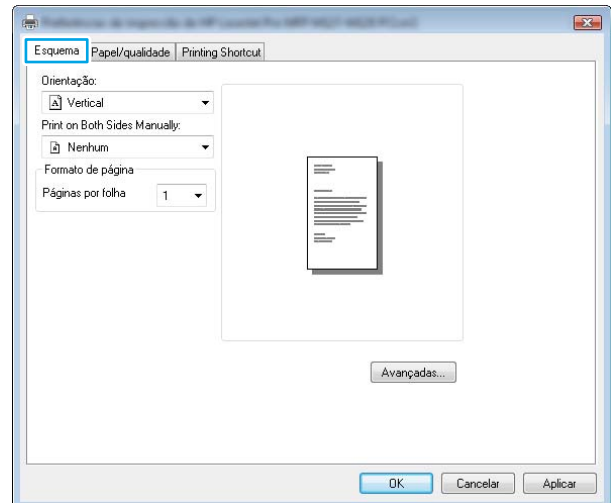 Esquema Papel/qualidade Printing Shortcut
Orientação:
Vertical
Print on Both Sides Manually:
Nenhum
Formato de página
Páginas por folha 1
Avançadas...
OK Cancelar Aplicar